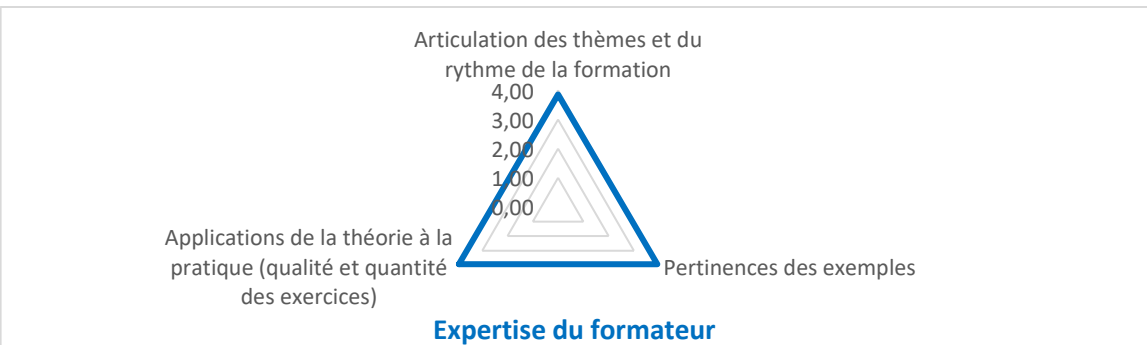 Articulation des thèmes et du
rythme de la formation
4,00
3,00
2,00
1,00
0,00
Applications de la théorie à la
pratique (qualité et quantité
des exercices)
Pertinences des exemples
Expertise du formateur